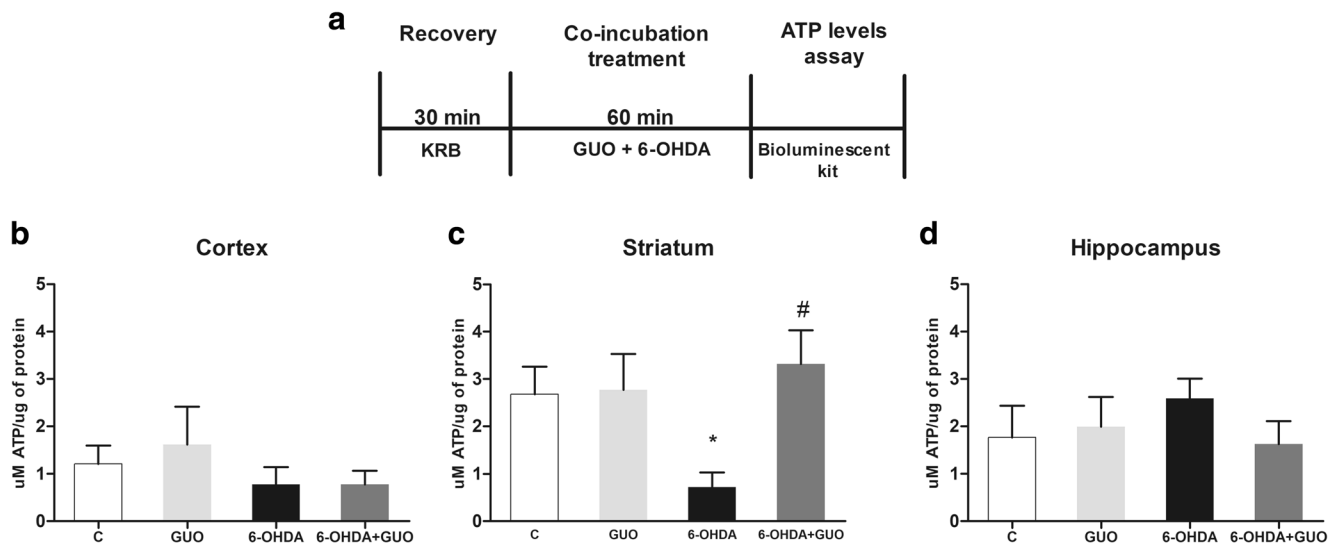 a
Recovery
Co-incubation
treatment
ATP levels
assay
30 min
60 min
KRB
GUO + 6-OHDA
Bioluminescent
kit
b
Cortex
uM ATP/ug of protein
5
4
3
2
1
0
C GUO 6-OHDA 6-OHDA+GUO
c
Striatum
uM ATP/ug of protein
5
4
3
2
1
0
*
#
C GUO 6-OHDA 6-OHDA+GUO
d
Hippocampus
uM ATP/ug of protein
5
4
3
2
1
0
C GUO 6-OHDA 6-OHDA+GUO